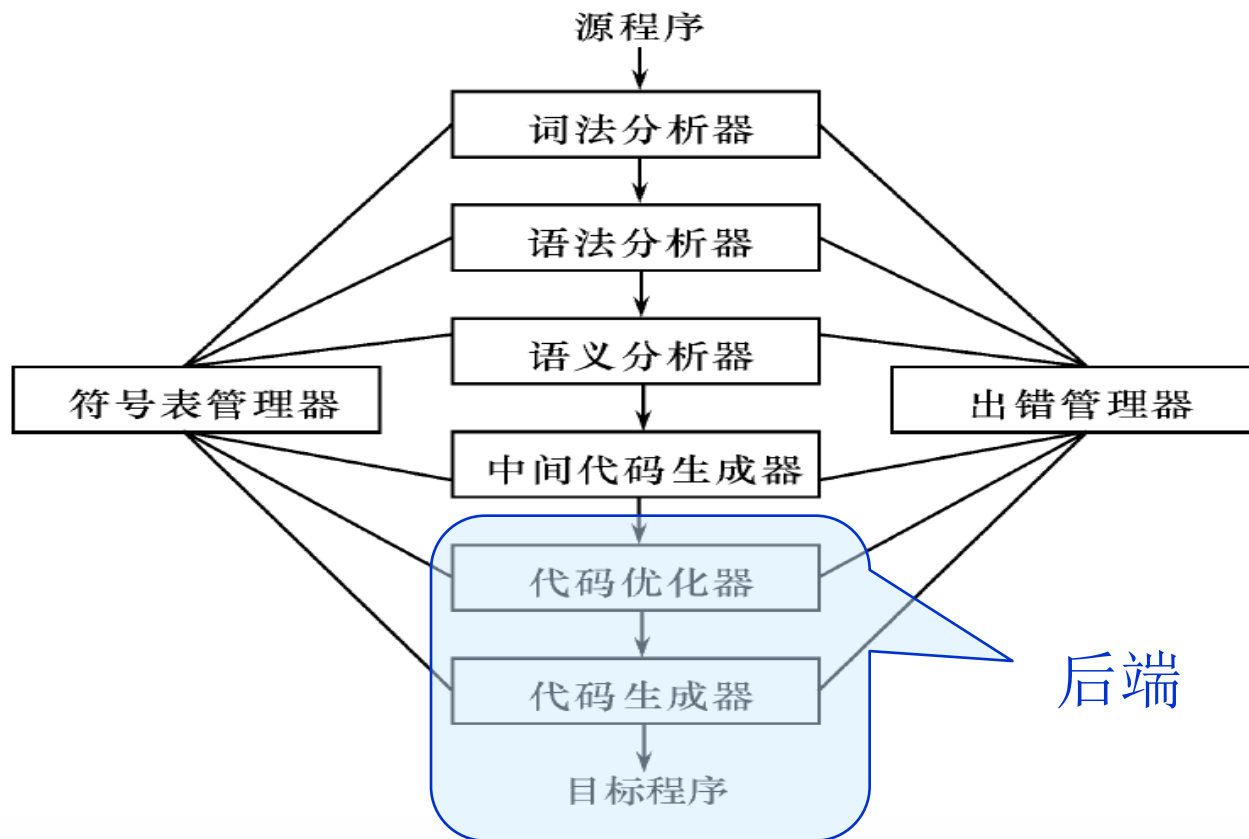 源程序
词法分析器
语法分析器
语义分析器
符号表管理器
出错管理器
中间代码生成器
代码优化器
代码生成器
后端
目标程序